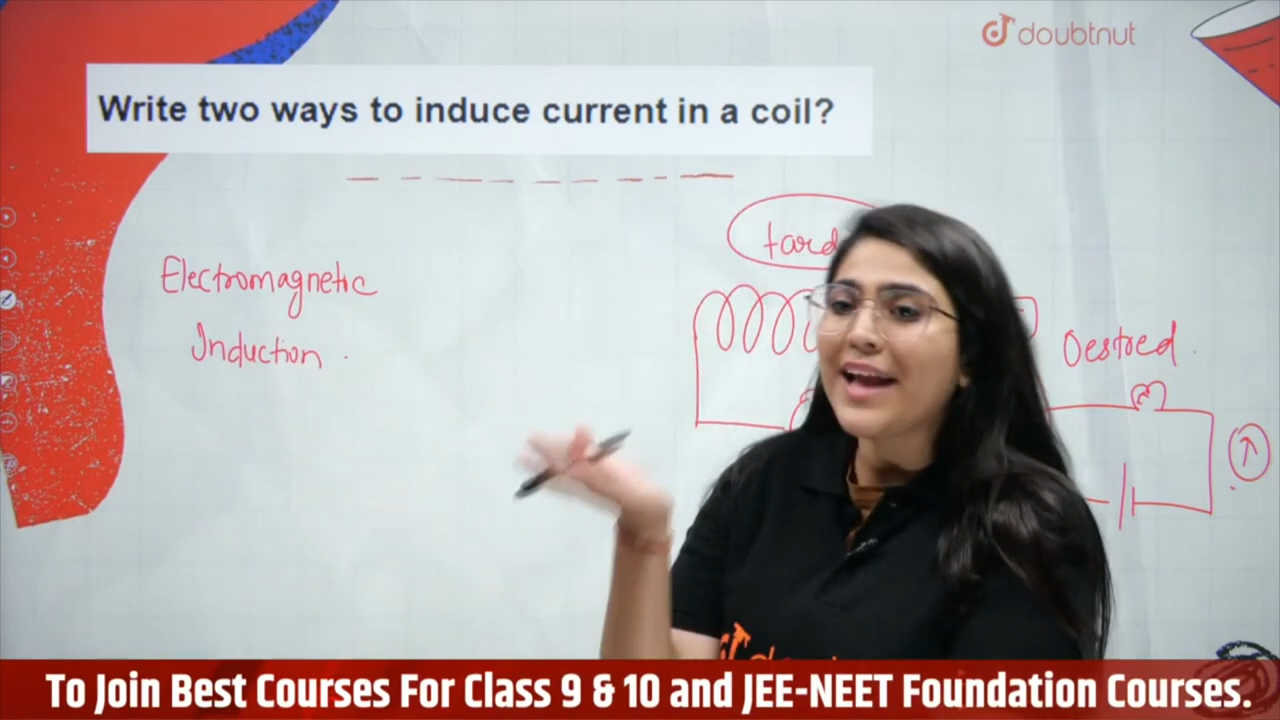 doubtnut
Write two ways to induce current in a coil?
Electromagnetic
Induction
Oestred
To Join Best Courses For Class 9 & 10 and JEE-NEET Foundation Courses.